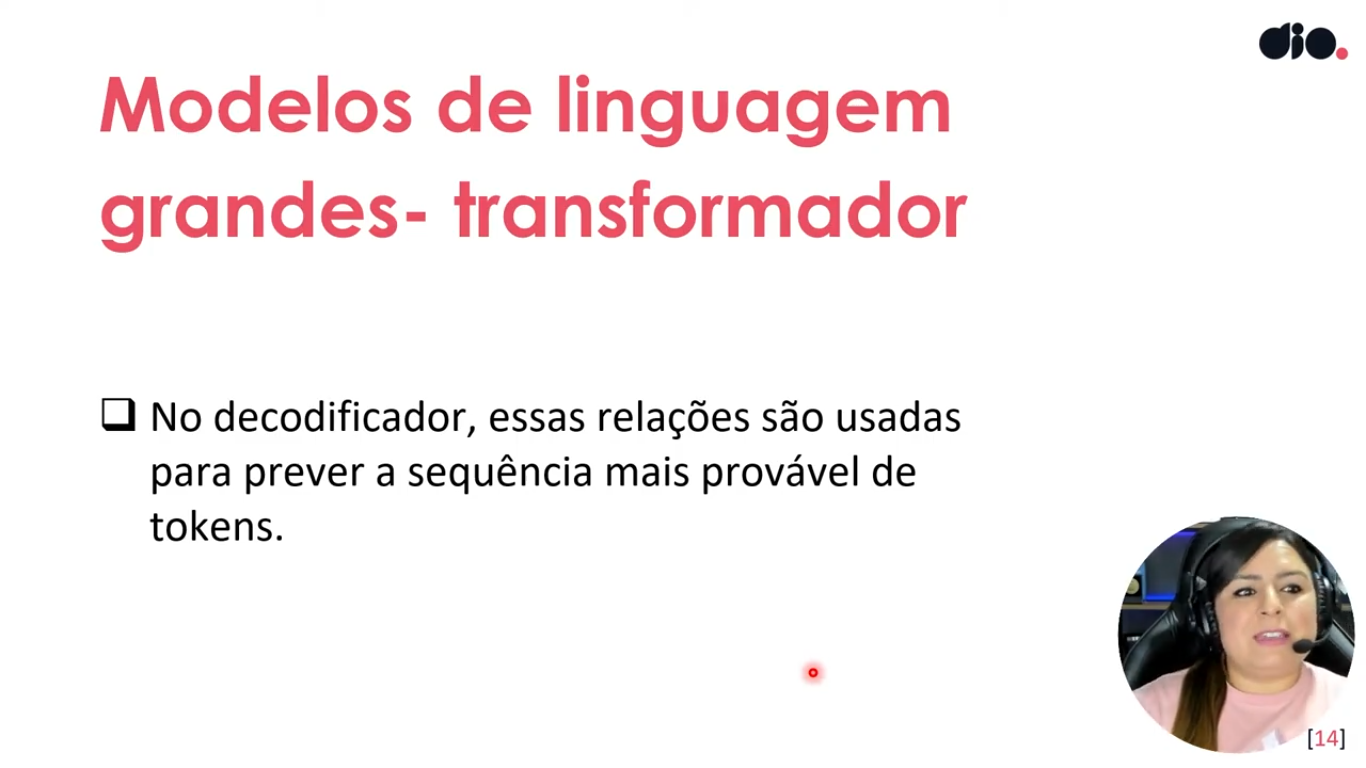 dio.
Modelos de linguagem
grandes- transformador
❑ No decodificador, essas relações são usadas
para prever a sequência mais provável de
tokens.
[14]